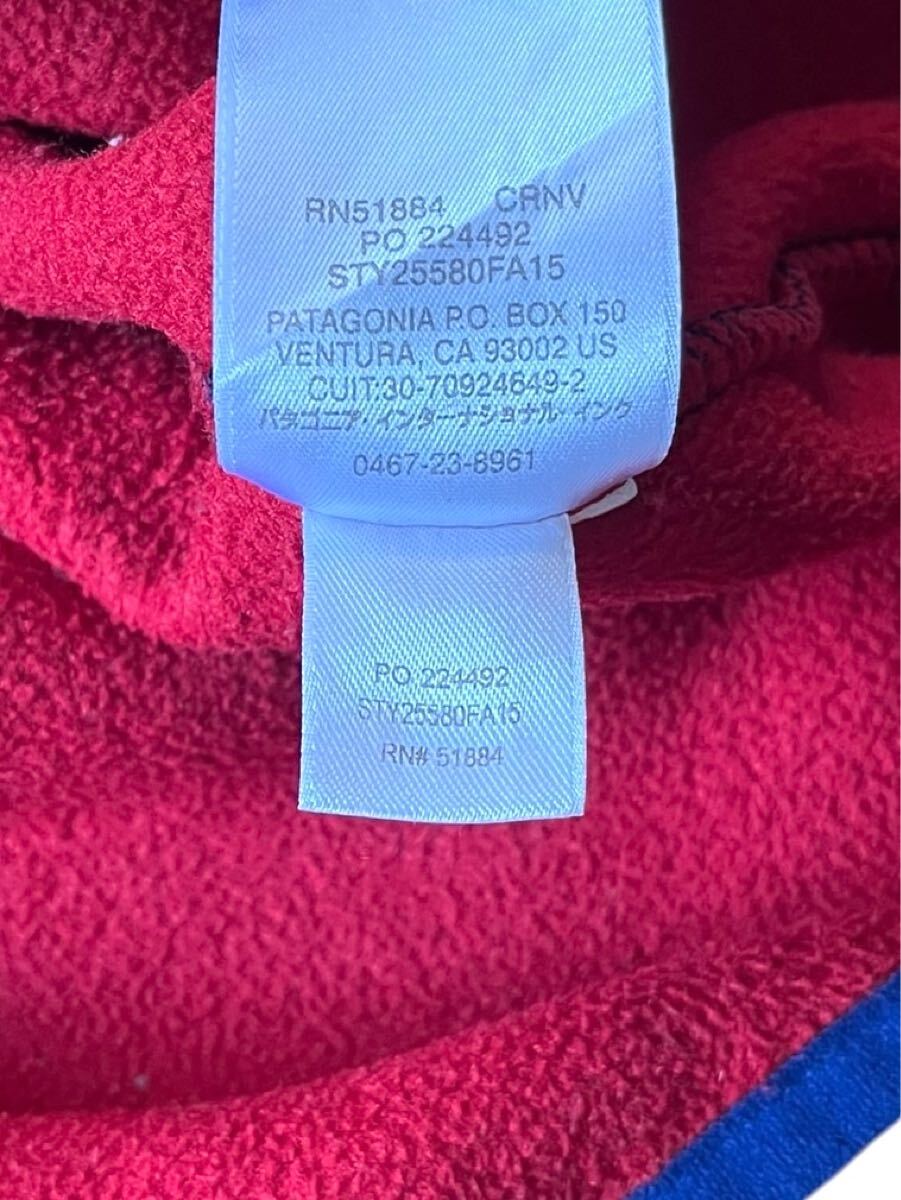 RN51884 CRNV
PO 224492
STY25580FA15
PATAGONIA P.O. BOX 150
VENTURA, CA 93002 US
CUIT:30-70924649-2
パタゴニア・インターナショナル・インク
0467-23-8961
PO 224492
STY25580FA15
RN# 51884